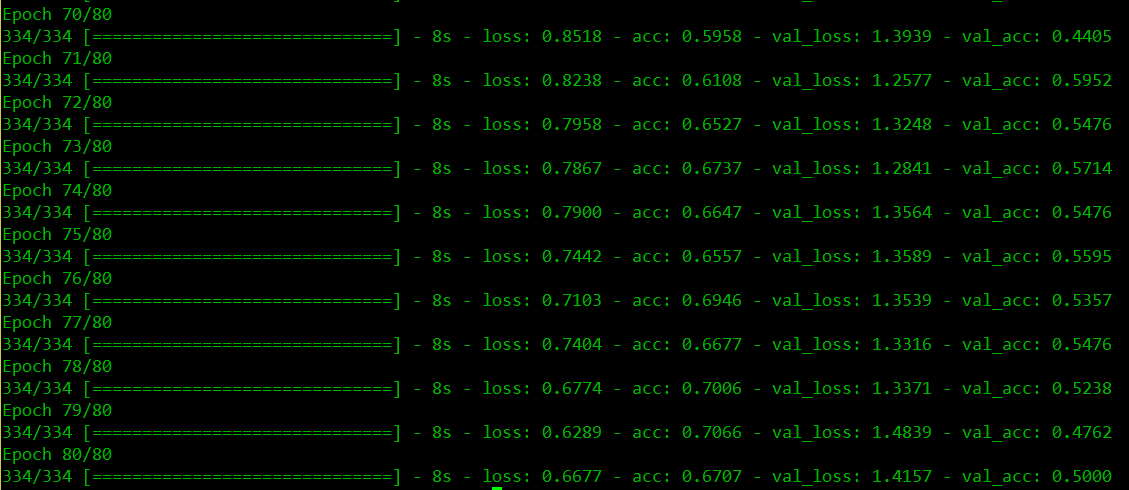 Epoch 70/80
334/334 [==============================] - 8s - loss: 0.8518 - acc: 0.5958 - val_loss: 1.3939 - val_acc: 0.4405
Epoch 71/80
334/334 [==============================] - 8s - loss: 0.8238 - acc: 0.6108 - val_loss: 1.2577 - val_acc: 0.5952
Epoch 72/80
334/334 [==============================] - 8s - loss: 0.7958 - acc: 0.6527 - val_loss: 1.3248 - val_acc: 0.5476
Epoch 73/80
334/334 [==============================] - 8s - loss: 0.7867 - acc: 0.6737 - val_loss: 1.2841 - val_acc: 0.5714
Epoch 74/80
334/334 [==============================] - 8s - loss: 0.7900 - acc: 0.6647 - val_loss: 1.3564 - val_acc: 0.5476
Epoch 75/80
334/334 [==============================] - 8s - loss: 0.7442 - acc: 0.6557 - val_loss: 1.3589 - val_acc: 0.5595
Epoch 76/80
334/334 [==============================] - 8s - loss: 0.7103 - acc: 0.6946 - val_loss: 1.3539 - val_acc: 0.5357
Epoch 77/80
334/334 [==============================] - 8s - loss: 0.7404 - acc: 0.6677 - val_loss: 1.3316 - val_acc: 0.5476
Epoch 78/80
334/334 [==============================] - 8s - loss: 0.6774 - acc: 0.7006 - val_loss: 1.3371 - val_acc: 0.5238
Epoch 79/80
334/334 [==============================] - 8s - loss: 0.6289 - acc: 0.7066 - val_loss: 1.4839 - val_acc: 0.4762
Epoch 80/80
334/334 [==============================] - 8s - loss: 0.6677 - acc: 0.6707 - val_loss: 1.4157 - val_acc: 0.5000